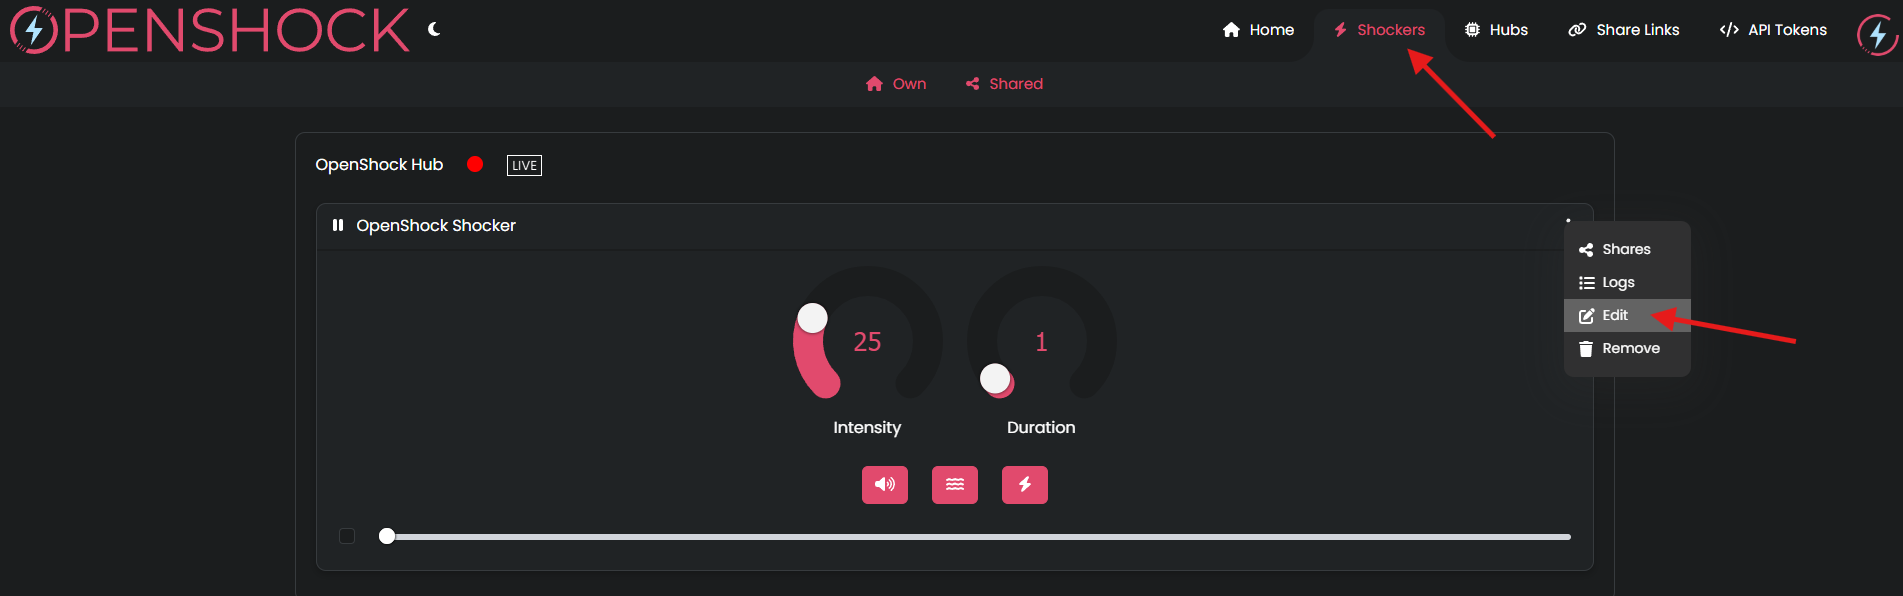 OPENSHOCK
Home
Shockers
Hubs
Share Links
API Tokens
Own
Shared
OpenShock Hub
LIVE
OpenShock Shocker
Shares
Logs
Edit
Remove
25
1
Intensity
Duration